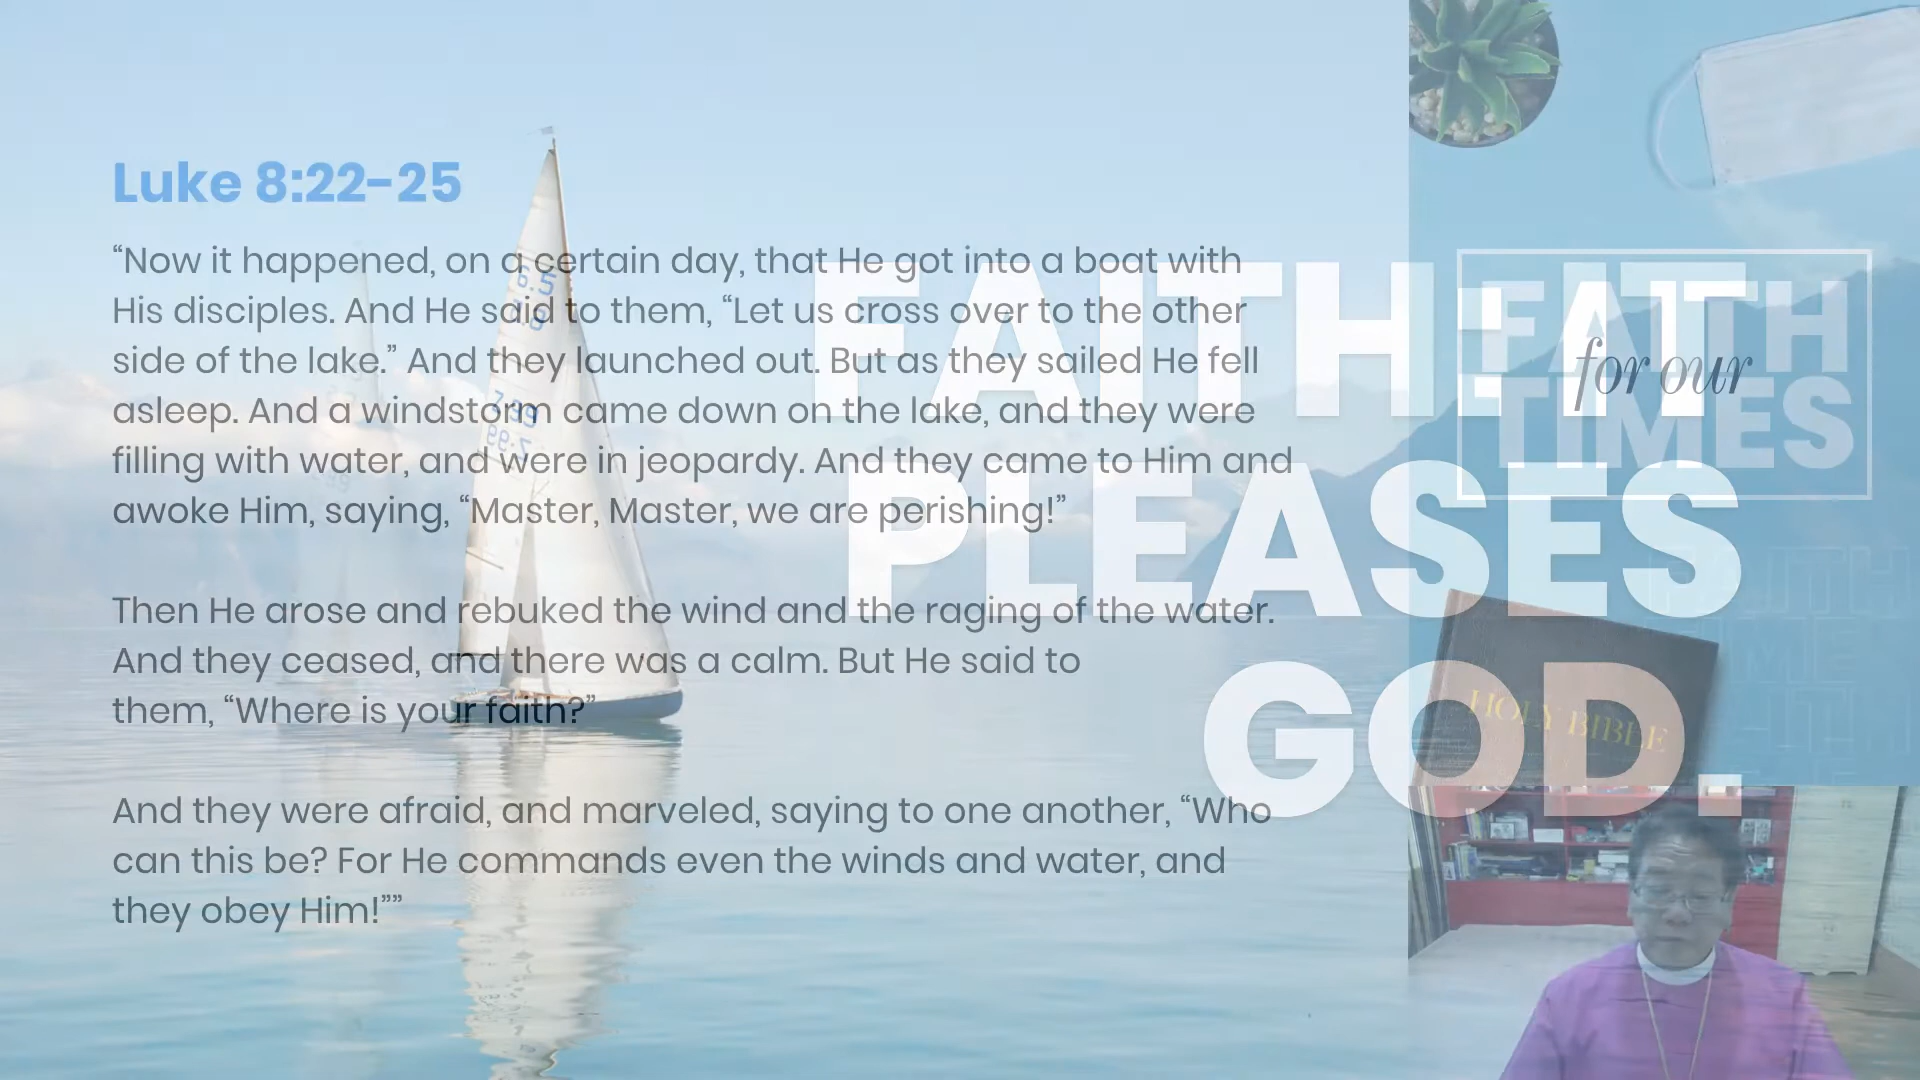 Luke 8:22-25
“Now it happened, on a certain day, that He got into a boat with
His disciples. And He said to them, “Let us cross over to the other
side of the lake.” And they launched out. But as they sailed He fell
asleep. And a windstorm came down on the lake, and they were
filling with water, and were in jeopardy. And they came to Him and
awoke Him, saying, “Master, Master, we are perishing!”
Then He arose and rebuked the wind and the raging of the water.
And they ceased, and there was a calm. But He said to
them, “Where is your faith?”
And they were afraid, and marveled, saying to one another, “Who
can this be? For He commands even the winds and water, and
they obey Him!””
FAITH: IT
PLEASES
GOD.
FAITH
for our
TIMES
HOLY BIBLE